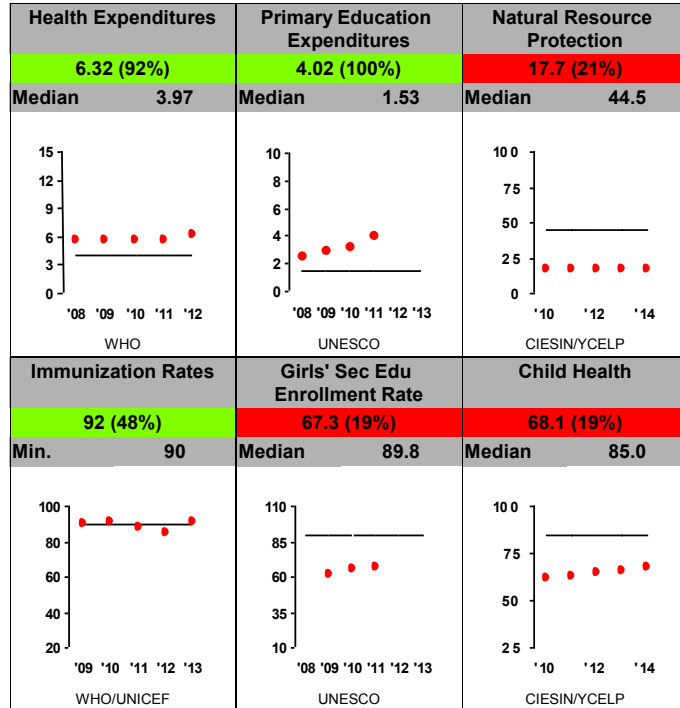 Health Expenditures
6.32 (92%)
Median 3.97
15
12
9
6
3
0
'08 '09 '10 '11 '12
WHO
Primary Education
Expenditures
4.02 (100%)
Median 1.53
10
8
6
4
2
0
'08 '09 '10 '11 '12 '13
UNESCO
Natural Resource
Protection
17.7 (21%)
Median 44.5
100
75
50
25
0
'10 '12 '14
CIESIN/YCELP
Immunization Rates
92 (48%)
Min. 90
100
80
60
40
20
'09 '10 '11 '12 '13
WHO/UNICEF
Girls' Sec Edu
Enrollment Rate
67.3 (19%)
Median 89.8
110
85
60
35
10
'08 '09 '10 '11 '12 '13
UNESCO
Child Health
68.1 (19%)
Median 85.0
100
75
50
25
'10 '12 '14
CIESIN/YCELP